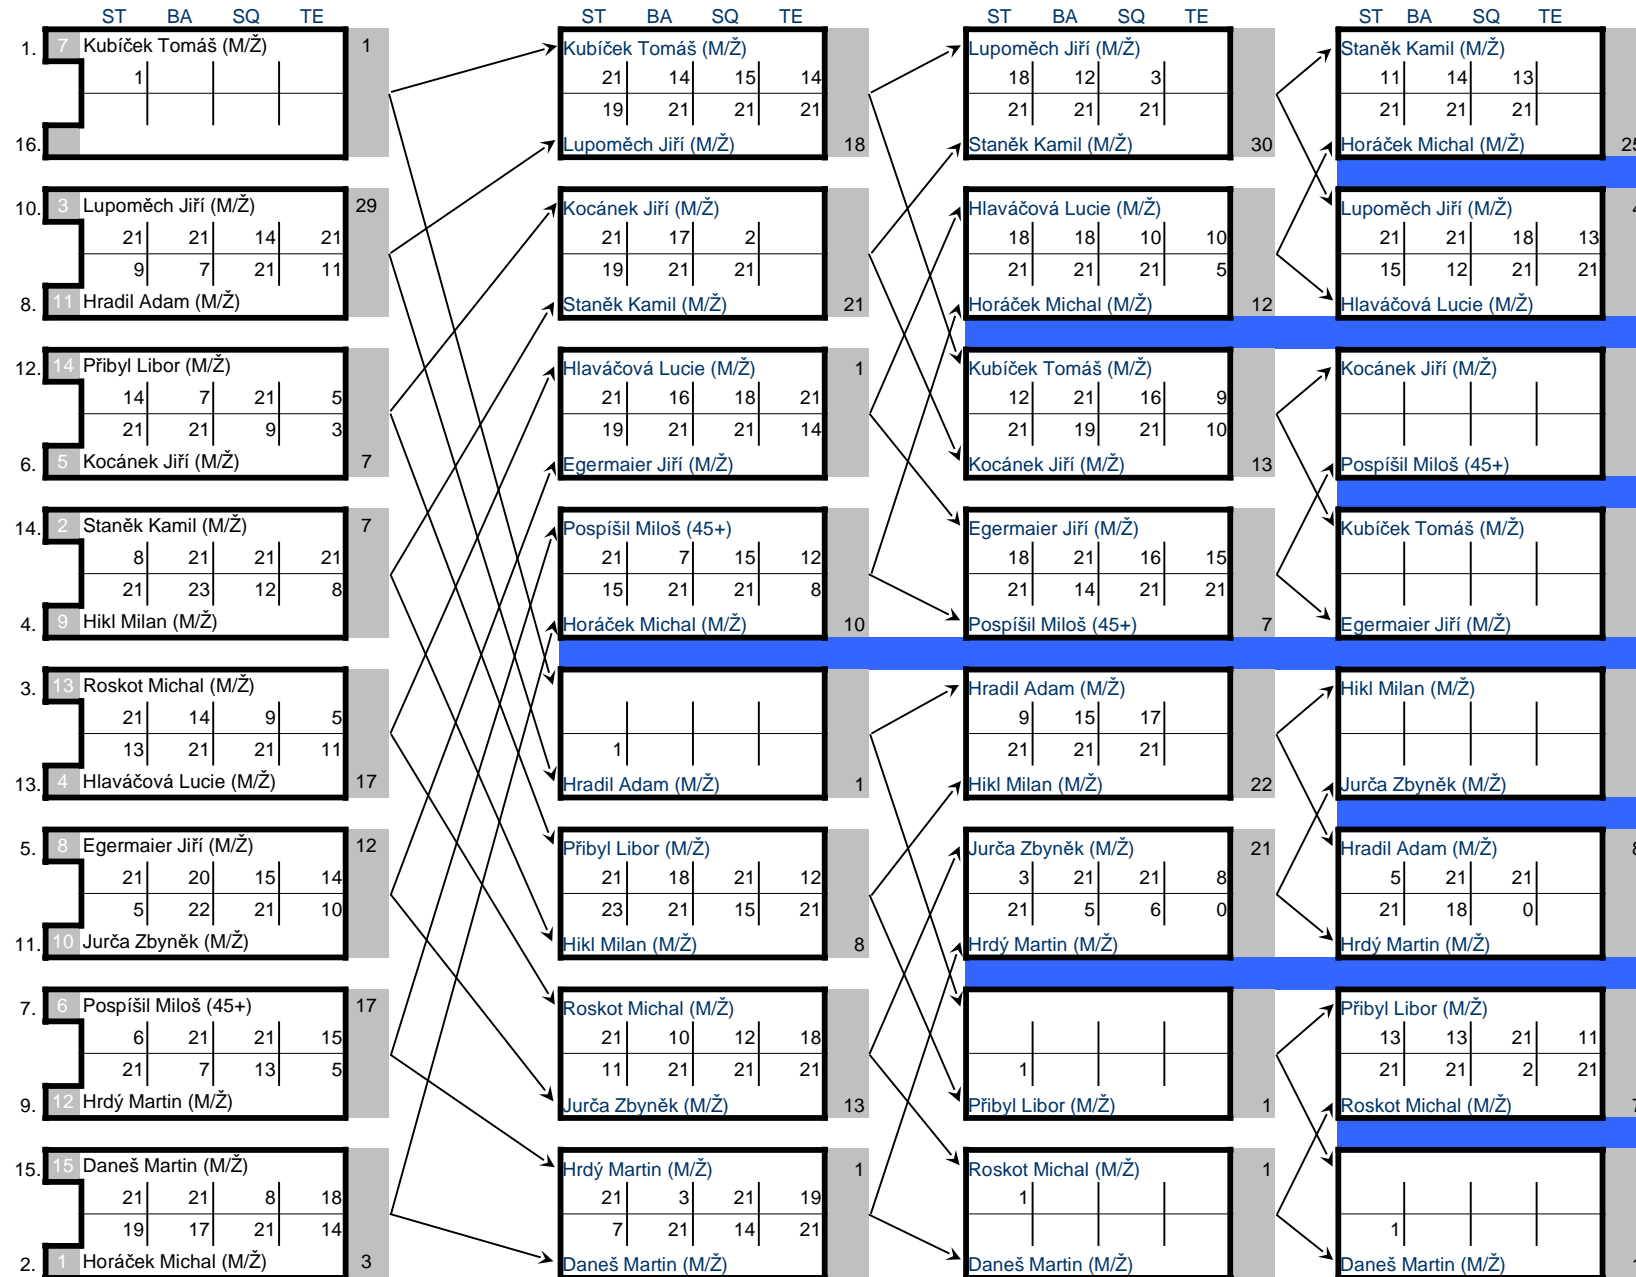 ST BA SQ TE ST BA SQ TE ST BA SQ TE ST BA SQ TE
1. 7 Kubíček Tomáš (M/Ž) 1 Kubíček Tomáš (M/Ž) Lupoměch Jiří (M/Ž) Staněk Kamil (M/Ž)
1 21 14 15 14 18 12 3 11 14 13
19 21 21 21 21 21 21 21 21 21
16. Lupoměch Jiří (M/Ž) 18 Staněk Kamil (M/Ž) 30 Horáček Michal (M/Ž) 25
10. 3 Lupoměch Jiří (M/Ž) 29 Kocánek Jiří (M/Ž) Hlaváčová Lucie (M/Ž) Lupoměch Jiří (M/Ž)
21 21 14 21 21 17 2 18 18 10 10 21 21 18 13
9 7 21 11 19 21 21 21 21 21 5 15 12 21 21
8. 11 Hradil Adam (M/Ž) Staněk Kamil (M/Ž) 21 Horáček Michal (M/Ž) 12 Hlaváčová Lucie (M/Ž)
12. 14 Přibyl Libor (M/Ž) Hlaváčová Lucie (M/Ž) 1 Kubíček Tomáš (M/Ž) Kocánek Jiří (M/Ž)
14 7 21 5 21 16 18 21 12 21 16 9
21 21 9 3 19 21 21 14 21 19 21 10
6. 5 Kocánek Jiří (M/Ž) 7 Egermaier Jiří (M/Ž) Kocánek Jiří (M/Ž) 13 Pospíšil Miloš (45+)
14. 2 Staněk Kamil (M/Ž) 7 Pospíšil Miloš (45+) Egermaier Jiří (M/Ž) Kubíček Tomáš (M/Ž)
8 21 21 21 21 7 15 12 18 21 16 15
21 23 12 8 15 21 21 8 21 14 21 21
4. 9 Hikl Milan (M/Ž) Horáček Michal (M/Ž) 10 Pospíšil Miloš (45+) 7 Egermaier Jiří (M/Ž)
3. 13 Roskot Michal (M/Ž) Hradil Adam (M/Ž) Hikl Milan (M/Ž)
21 14 9 5 9 15 17
13 21 21 11 1 21 21 21
13. 4 Hlaváčová Lucie (M/Ž) 17 Hradil Adam (M/Ž) 1 Hikl Milan (M/Ž) 22 Jurča Zbyněk (M/Ž)
5. 8 Egermaier Jiří (M/Ž) 12 Přibyl Libor (M/Ž) Jurča Zbyněk (M/Ž) 21 Hradil Adam (M/Ž)
21 20 15 14 21 18 21 12 3 21 21 8 5 21 21
5 22 21 10 23 21 15 21 21 5 6 0 21 18 0
11. 10 Jurča Zbyněk (M/Ž) Hikl Milan (M/Ž) 8 Hrdý Martin (M/Ž) Hrdý Martin (M/Ž)
7. 6 Pospíšil Miloš (45+) 17 Roskot Michal (M/Ž) Přibyl Libor (M/Ž)
6 21 21 15 21 10 12 18 13 13 21 11
21 7 13 5 11 21 21 21 1 21 21 2 21
9. 12 Hrdý Martin (M/Ž) Jurča Zbyněk (M/Ž) 13 Přibyl Libor (M/Ž) 1 Roskot Michal (M/Ž)
15. 15 Daneš Martin (M/Ž) Hrdý Martin (M/Ž) 1 Roskot Michal (M/Ž) 1
21 21 8 18 21 3 21 19 1
19 17 21 14 7 21 14 21 1
2. 1 Horáček Michal (M/Ž) 3 Daneš Martin (M/Ž) Daneš Martin (M/Ž) Daneš Martin (M/Ž)